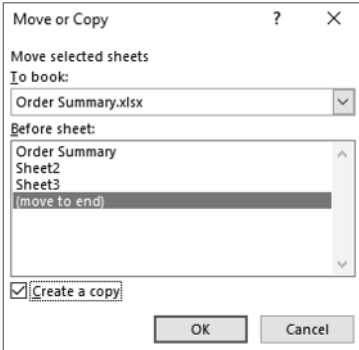 Move or Copy ? ×
Move selected sheets
To book:
Order Summary.xlsx
Before sheet:
Order Summary
Sheet2
Sheet3
(move to end)
Create a copy
OK Cancel